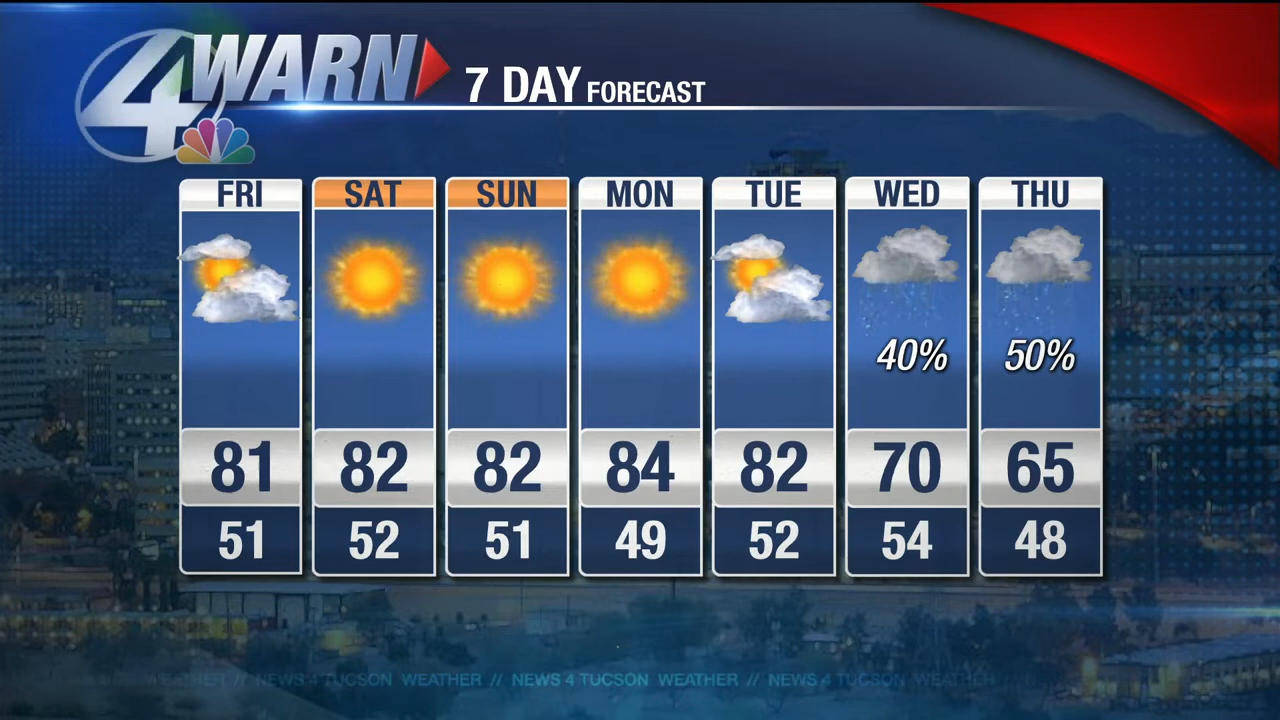 4WARN
7 DAY FORECAST
FRI SAT SUN MON TUE WED THU
40% 50%
81 82 82 84 82 70 65
51 52 51 49 52 54 48
WEATHER // NEWS 4 TUCSON WEATHER // NEWS 4 TUCSON WEATHER // NEWS 4 TUCSON WEATHER